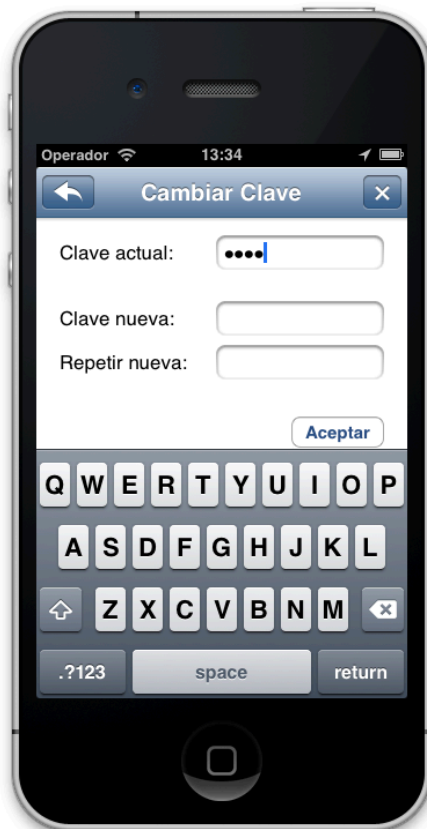 Operador 13:34
Cambiar Clave
Clave actual: ••••
Clave nueva:
Repetir nueva:
Aceptar
Q W E R T Y U I O P
A S D F G H J K L
Z X C V B N M
.?123 space return